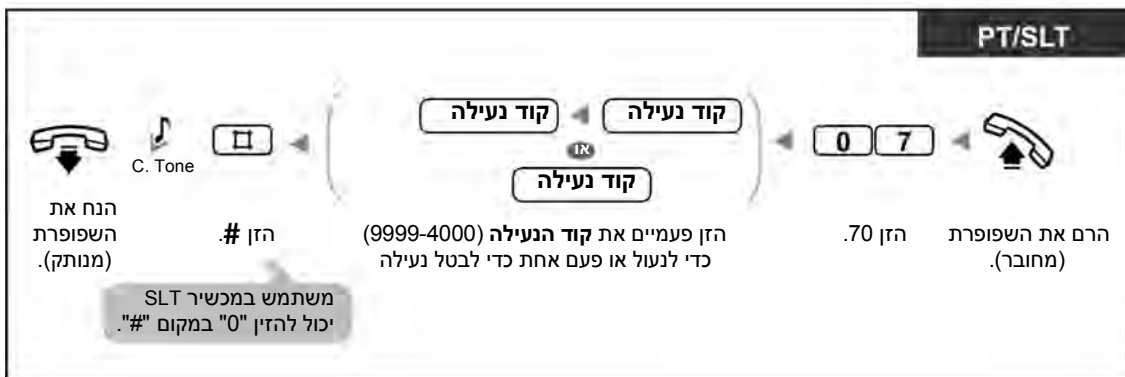 PT/SLT
7 0
קוד נעילה קוד נעילה
או
קוד נעילה
C. Tone
הרם את השפופרת
(מחובר).
הזן 70.
הזן פעמיים את קוד הנעילה (9999-4000)
כדי לנעול או פעם אחת כדי לבטל נעילה
הזן #.
משתמש במכשיר SLT
יכול להזין "0" במקום "#".
הנח את
השפופרת
(מנותק).